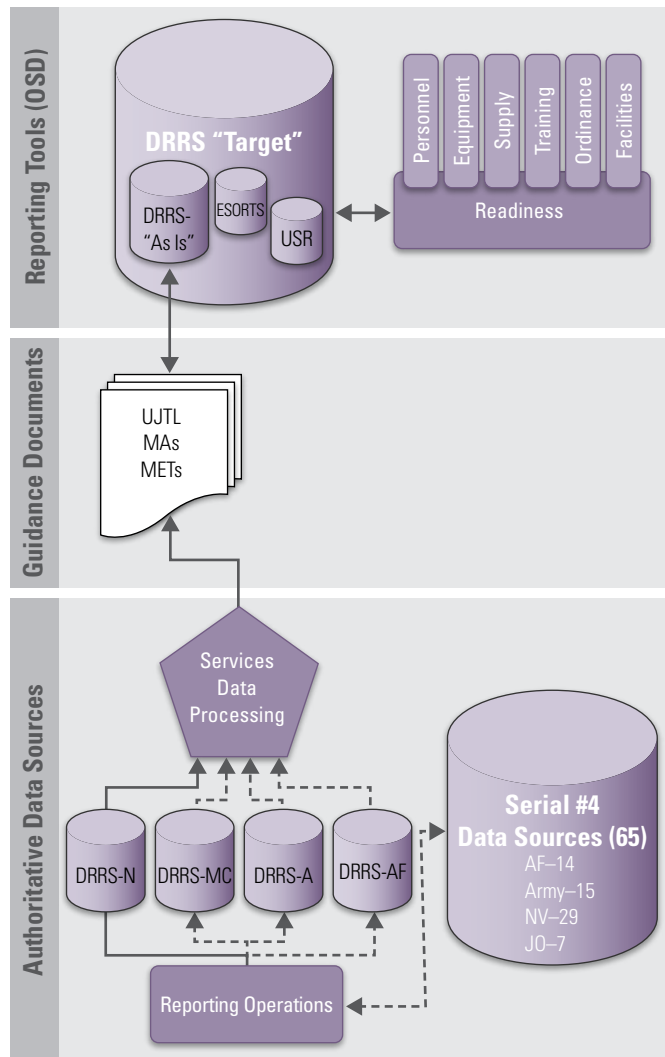 Reporting Tools (OSD)
DRRS "Target"
DRRS-
"As Is"
ESORTS
USR
Personnel
Equipment
Supply
Training
Ordinance
Facilities
Readiness
Guidance Documents
UJTL
MAs
METs
Authoritative Data Sources
Services
Data
Processing
DRRS-N
DRRS-MC
DRRS-A
DRRS-AF
Reporting Operations
Serial #4
Data Sources (65)
AF–14
Army–15
NV–29
JO–7